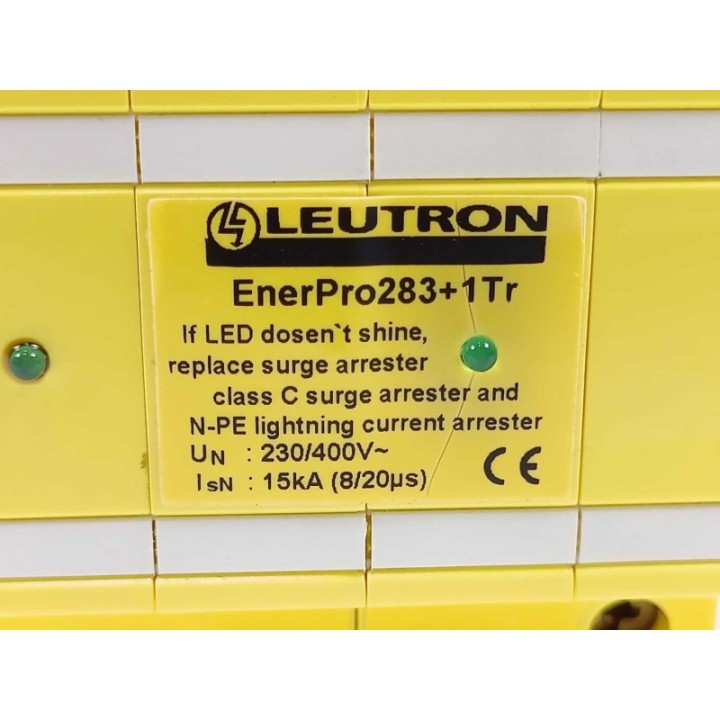 LEUTRON
EnerPro283+1Tr
If LED dosen`t shine,
replace surge arrester
class C surge arrester and
N-PE lightning current arrester
UN : 230/400V~
IsN : 15kA (8/20µs)
CE